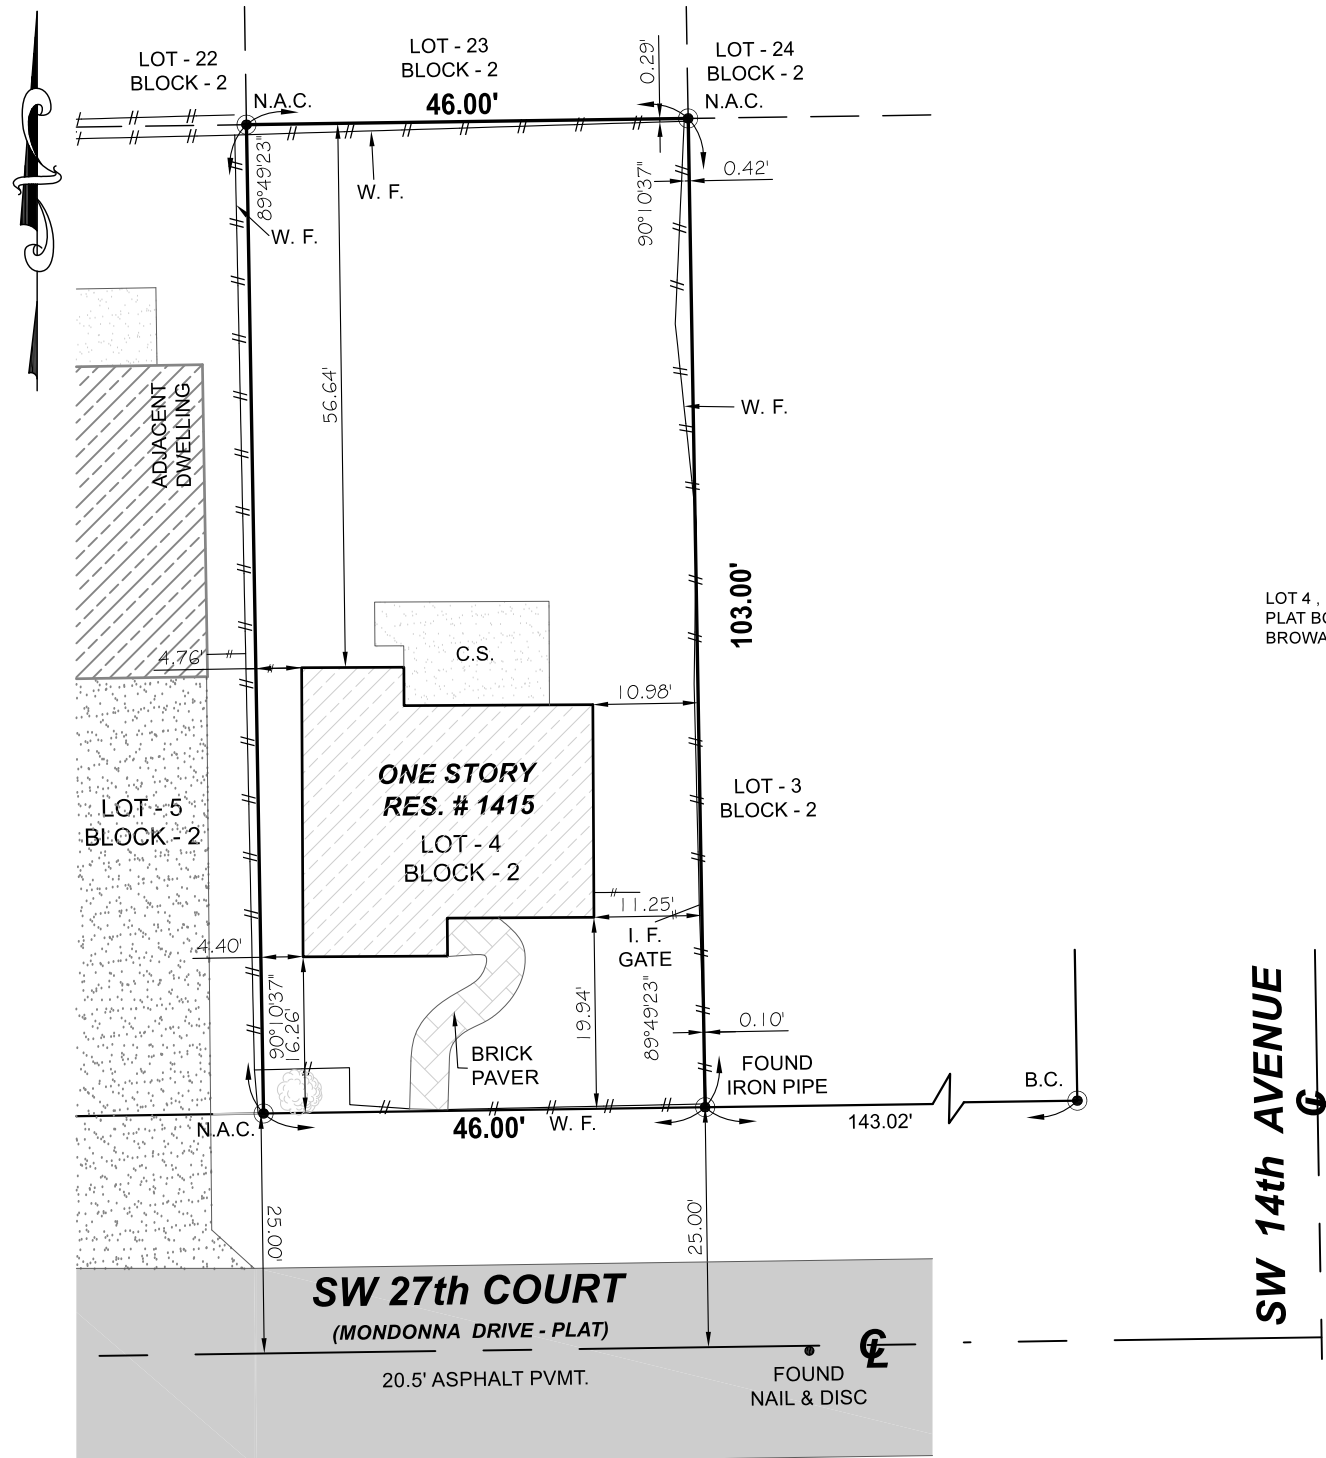 LOT - 22
BLOCK - 2
LOT - 23
BLOCK - 2
0.29'
LOT - 24
BLOCK - 2
N.A.C.
46.00'
N.A.C.
89°49'23"
W. F.
90°10'37"
0.42'
W. F.
56.64'
W. F.
ADJACENT
DWELLING
103.00'
LOT 4 ,
PLAT
BROWA
C.S.
4.76'
10.98'
ONE STORY
RES. # 1415
LOT - 4
BLOCK - 2
LOT - 3
BLOCK - 2
LOT - 5
BLOCK - 2
11.25'
I. F.
GATE
4.40'
90°10'37"
16.26'
19.94'
89°49'23"
0.10'
BRICK
PAVER
FOUND
IRON PIPE
B.C.
N.A.C.
46.00'
W. F.
143.02'
25.00'
25.00'
SW 14th AVENUE
CL
SW 27th COURT
(MONDONNA DRIVE - PLAT)
CL
20.5' ASPHALT PVMT.
FOUND
NAIL & DISC